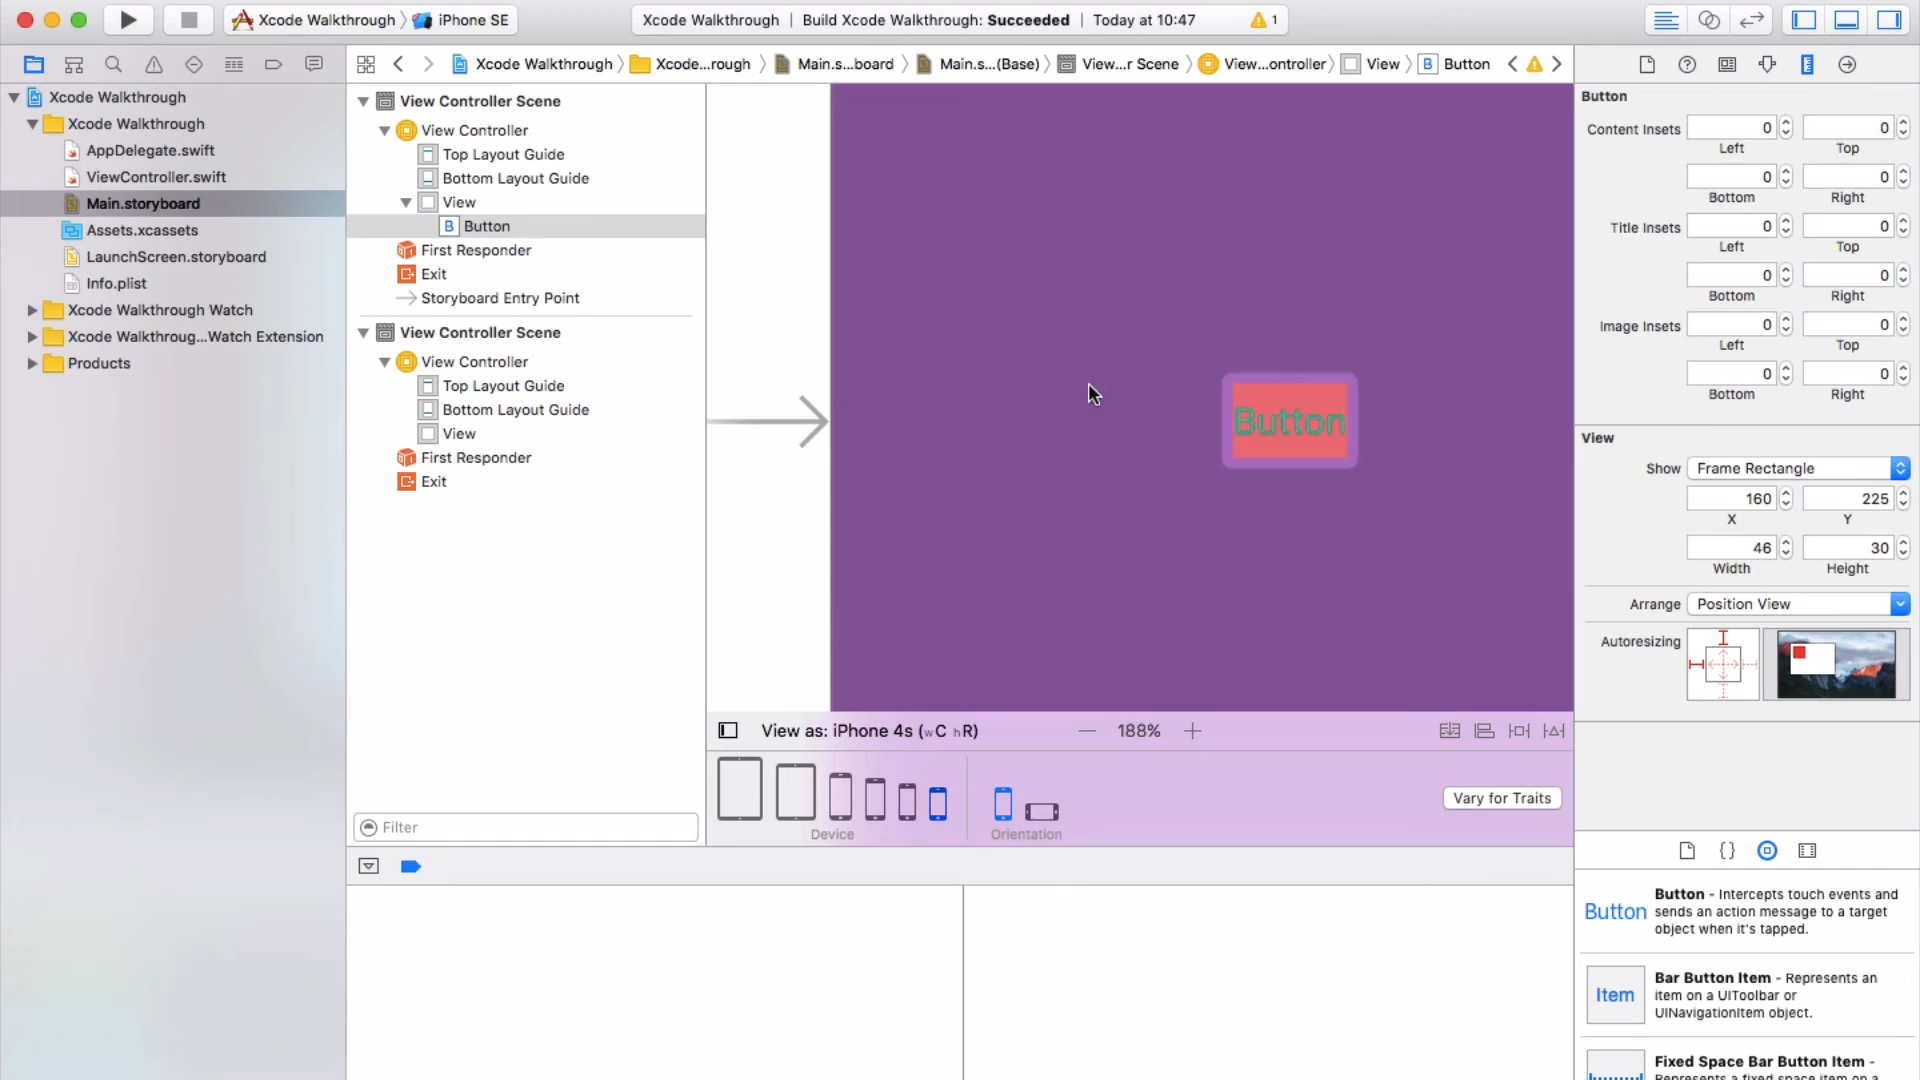 Xcode Walkthrough
iPhone SE
Xcode Walkthrough | Build Xcode Walkthrough: Succeeded | Today at 10:47
1
Xcode Walkthrough
Xcode...rough
Main.s...board
Main.s...(Base)
View...r Scene
View...ontroller
View
B Button
Xcode Walkthrough
Xcode Walkthrough
AppDelegate.swift
ViewController.swift
Main.storyboard
Assets.xcassets
LaunchScreen.storyboard
Info.plist
Xcode Walkthrough Watch
Xcode Walkthroug...Watch Extension
Products
View Controller Scene
View Controller
Top Layout Guide
Bottom Layout Guide
View
B Button
First Responder
Exit
Storyboard Entry Point
View Controller Scene
View Controller
Top Layout Guide
Bottom Layout Guide
View
First Responder
Exit
Filter
Button
View as: iPhone 4s (wC hR)
188%
Device
Orientation
Vary for Traits
Button
Content Insets 0 0
Left Top
0 0
Bottom Right
Title Insets 0 0
Left Top
0 0
Bottom Right
Image Insets 0 0
Left Top
0 0
Bottom Right
View
Show Frame Rectangle
160 225
X Y
46 30
Width Height
Arrange Position View
Autoresizing
{}
Button
Button - Intercepts touch events and
sends an action message to a target
object when it's tapped.
Item
Bar Button Item - Represents an
item on a UIToolbar or
UINavigationItem object.
Fixed Space Bar Button Item -
Represents a fixed space item on a